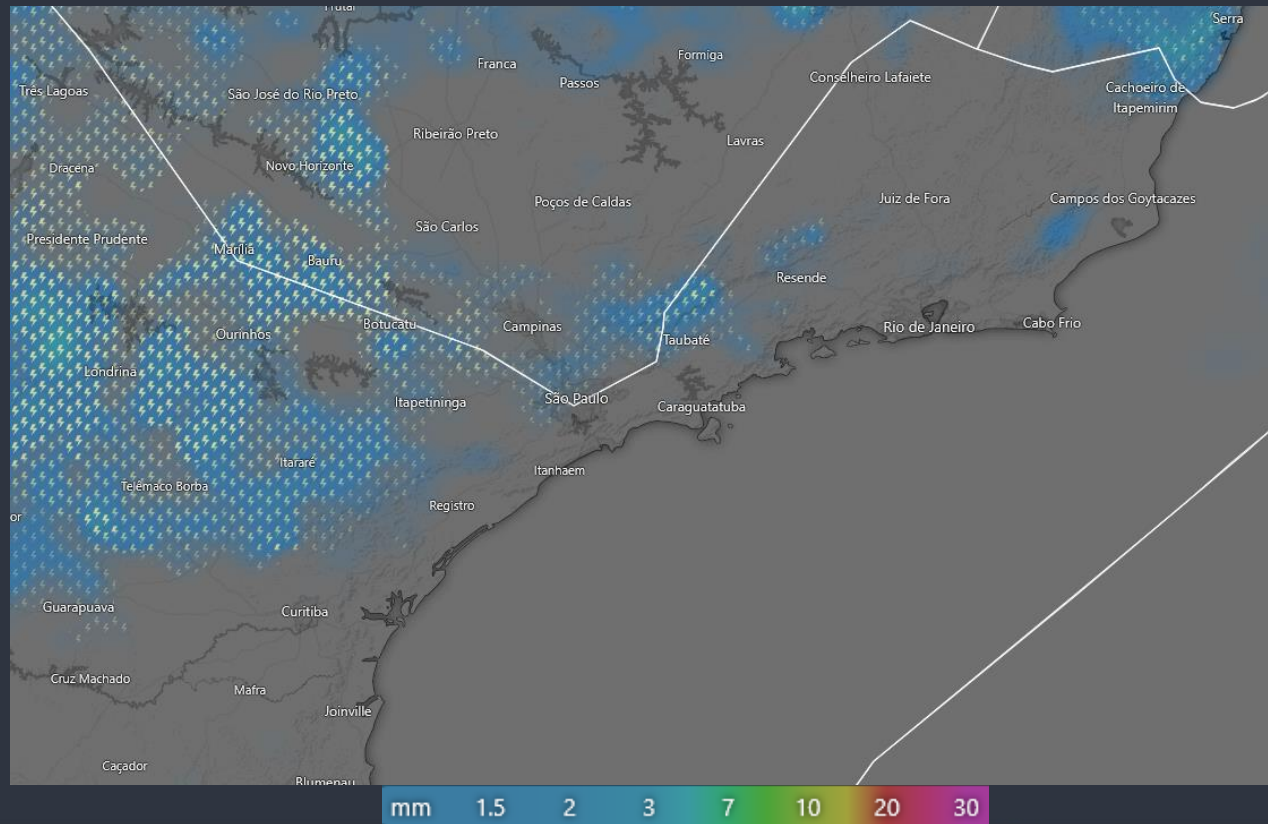 Frutal
Serra
Formiga
Franca
Passos
Conselheiro Lafaiete
Três Lagoas
São José do Rio Preto
Cachoeiro de
Itapemirim
Ribeirão Preto
Lavras
Dracena
Novo Horizonte
Poços de Caldas
Juiz de Fora
Campos dos Goytacazes
São Carlos
Presidente Prudente
Marília
Bauru
Resende
Ourinhos
Botucatu
Campinas
Rio de Janeiro
Cabo Frio
Taubaté
Londrina
Itapetininga
São Paulo
Caraguatatuba
Itararé
Itanhaem
Telêmaco Borba
Registro
or
Guarapuava
Curitiba
Cruz Machado
Mafra
Joinville
Caçador
Blumenau
mm 1.5 2 3 7 10 20 30